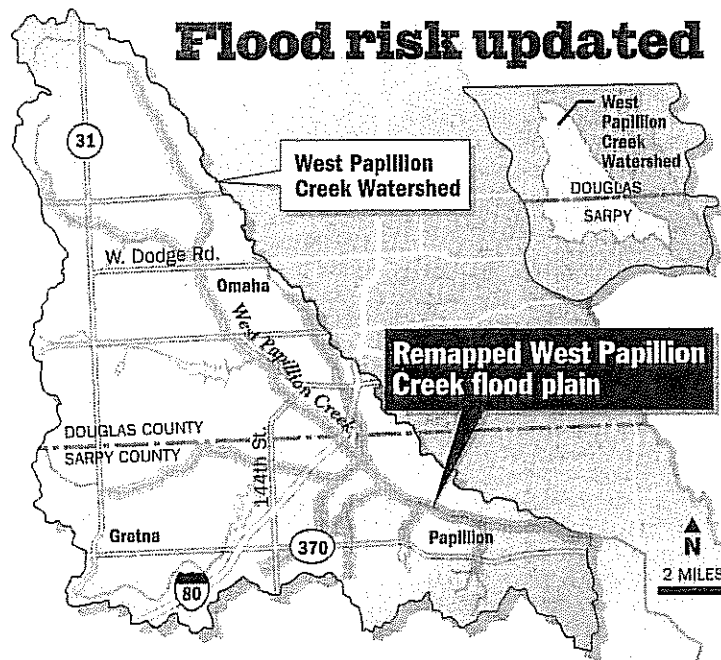 Flood risk updated
31
West Papillion
Creek Watershed
West
Papillion
Creek
Watershed
DOUGLAS
SARPY
W. Dodge Rd.
Omaha
West Papillion Creek
Remapped West Papillion
Creek flood plain
DOUGLAS COUNTY
SARPY COUNTY
144th St.
Gretna
370
Papillion
80
N
2 MILES